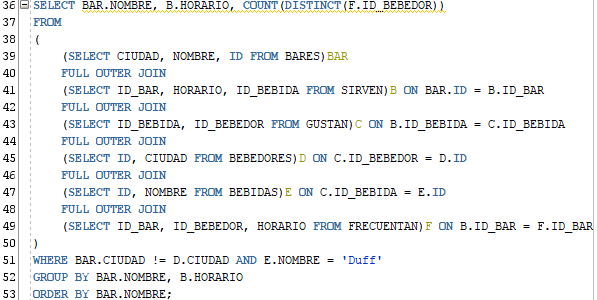 36 SELECT BAR.NOMBRE, B.HORARIO, COUNT(DISTINCT(F.ID_BEBEDOR))
37 FROM
38 (
39 (SELECT CIUDAD, NOMBRE, ID FROM BARES)BAR
40 FULL OUTER JOIN
41 (SELECT ID_BAR, HORARIO, ID_BEBIDA FROM SIRVEN)B ON BAR.ID = B.ID_BAR
42 FULL OUTER JOIN
43 (SELECT ID_BEBIDA, ID_BEBEDOR FROM GUSTAN)C ON B.ID_BEBIDA = C.ID_BEBIDA
44 FULL OUTER JOIN
45 (SELECT ID, CIUDAD FROM BEBEDORES)D ON C.ID_BEBEDOR = D.ID
46 FULL OUTER JOIN
47 (SELECT ID, NOMBRE FROM BEBIDAS)E ON C.ID_BEBIDA = E.ID
48 FULL OUTER JOIN
49 (SELECT ID_BAR, ID_BEBEDOR, HORARIO FROM FRECUENTAN)F ON B.ID_BAR = F.ID_BAR
50 )
51 WHERE BAR.CIUDAD != D.CIUDAD AND E.NOMBRE = 'Duff'
52 GROUP BY BAR.NOMBRE, B.HORARIO
53 ORDER BY BAR.NOMBRE;